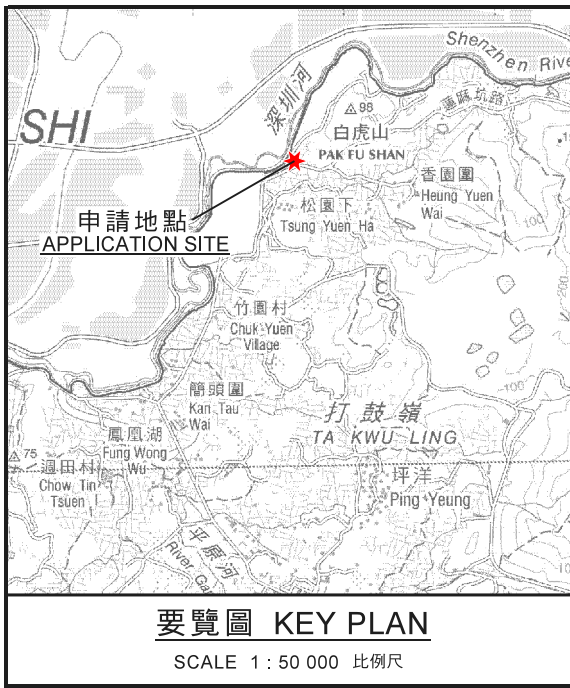 Shenzhen Rive
深圳河
蓮麻坑路
SHI
98
白虎山
PAK FU SHAN
香園圍
Heung Yuen
Wai
松園下
Tsung Yuen Ha
100
200
申請地點
APPLICATION SITE
竹園村
Chuk Yuen
Village
簡頭圍
Kan Tau
Wai
100
打鼓嶺
TA KWU LING
鳳凰湖
Fung Wong
Wu
75
週田村
Chow Tin
Tsuen
坪洋
Ping Yeung
平原河
River Gan
100
要覽圖 KEY PLAN
SCALE 1 : 50 000 比例尺